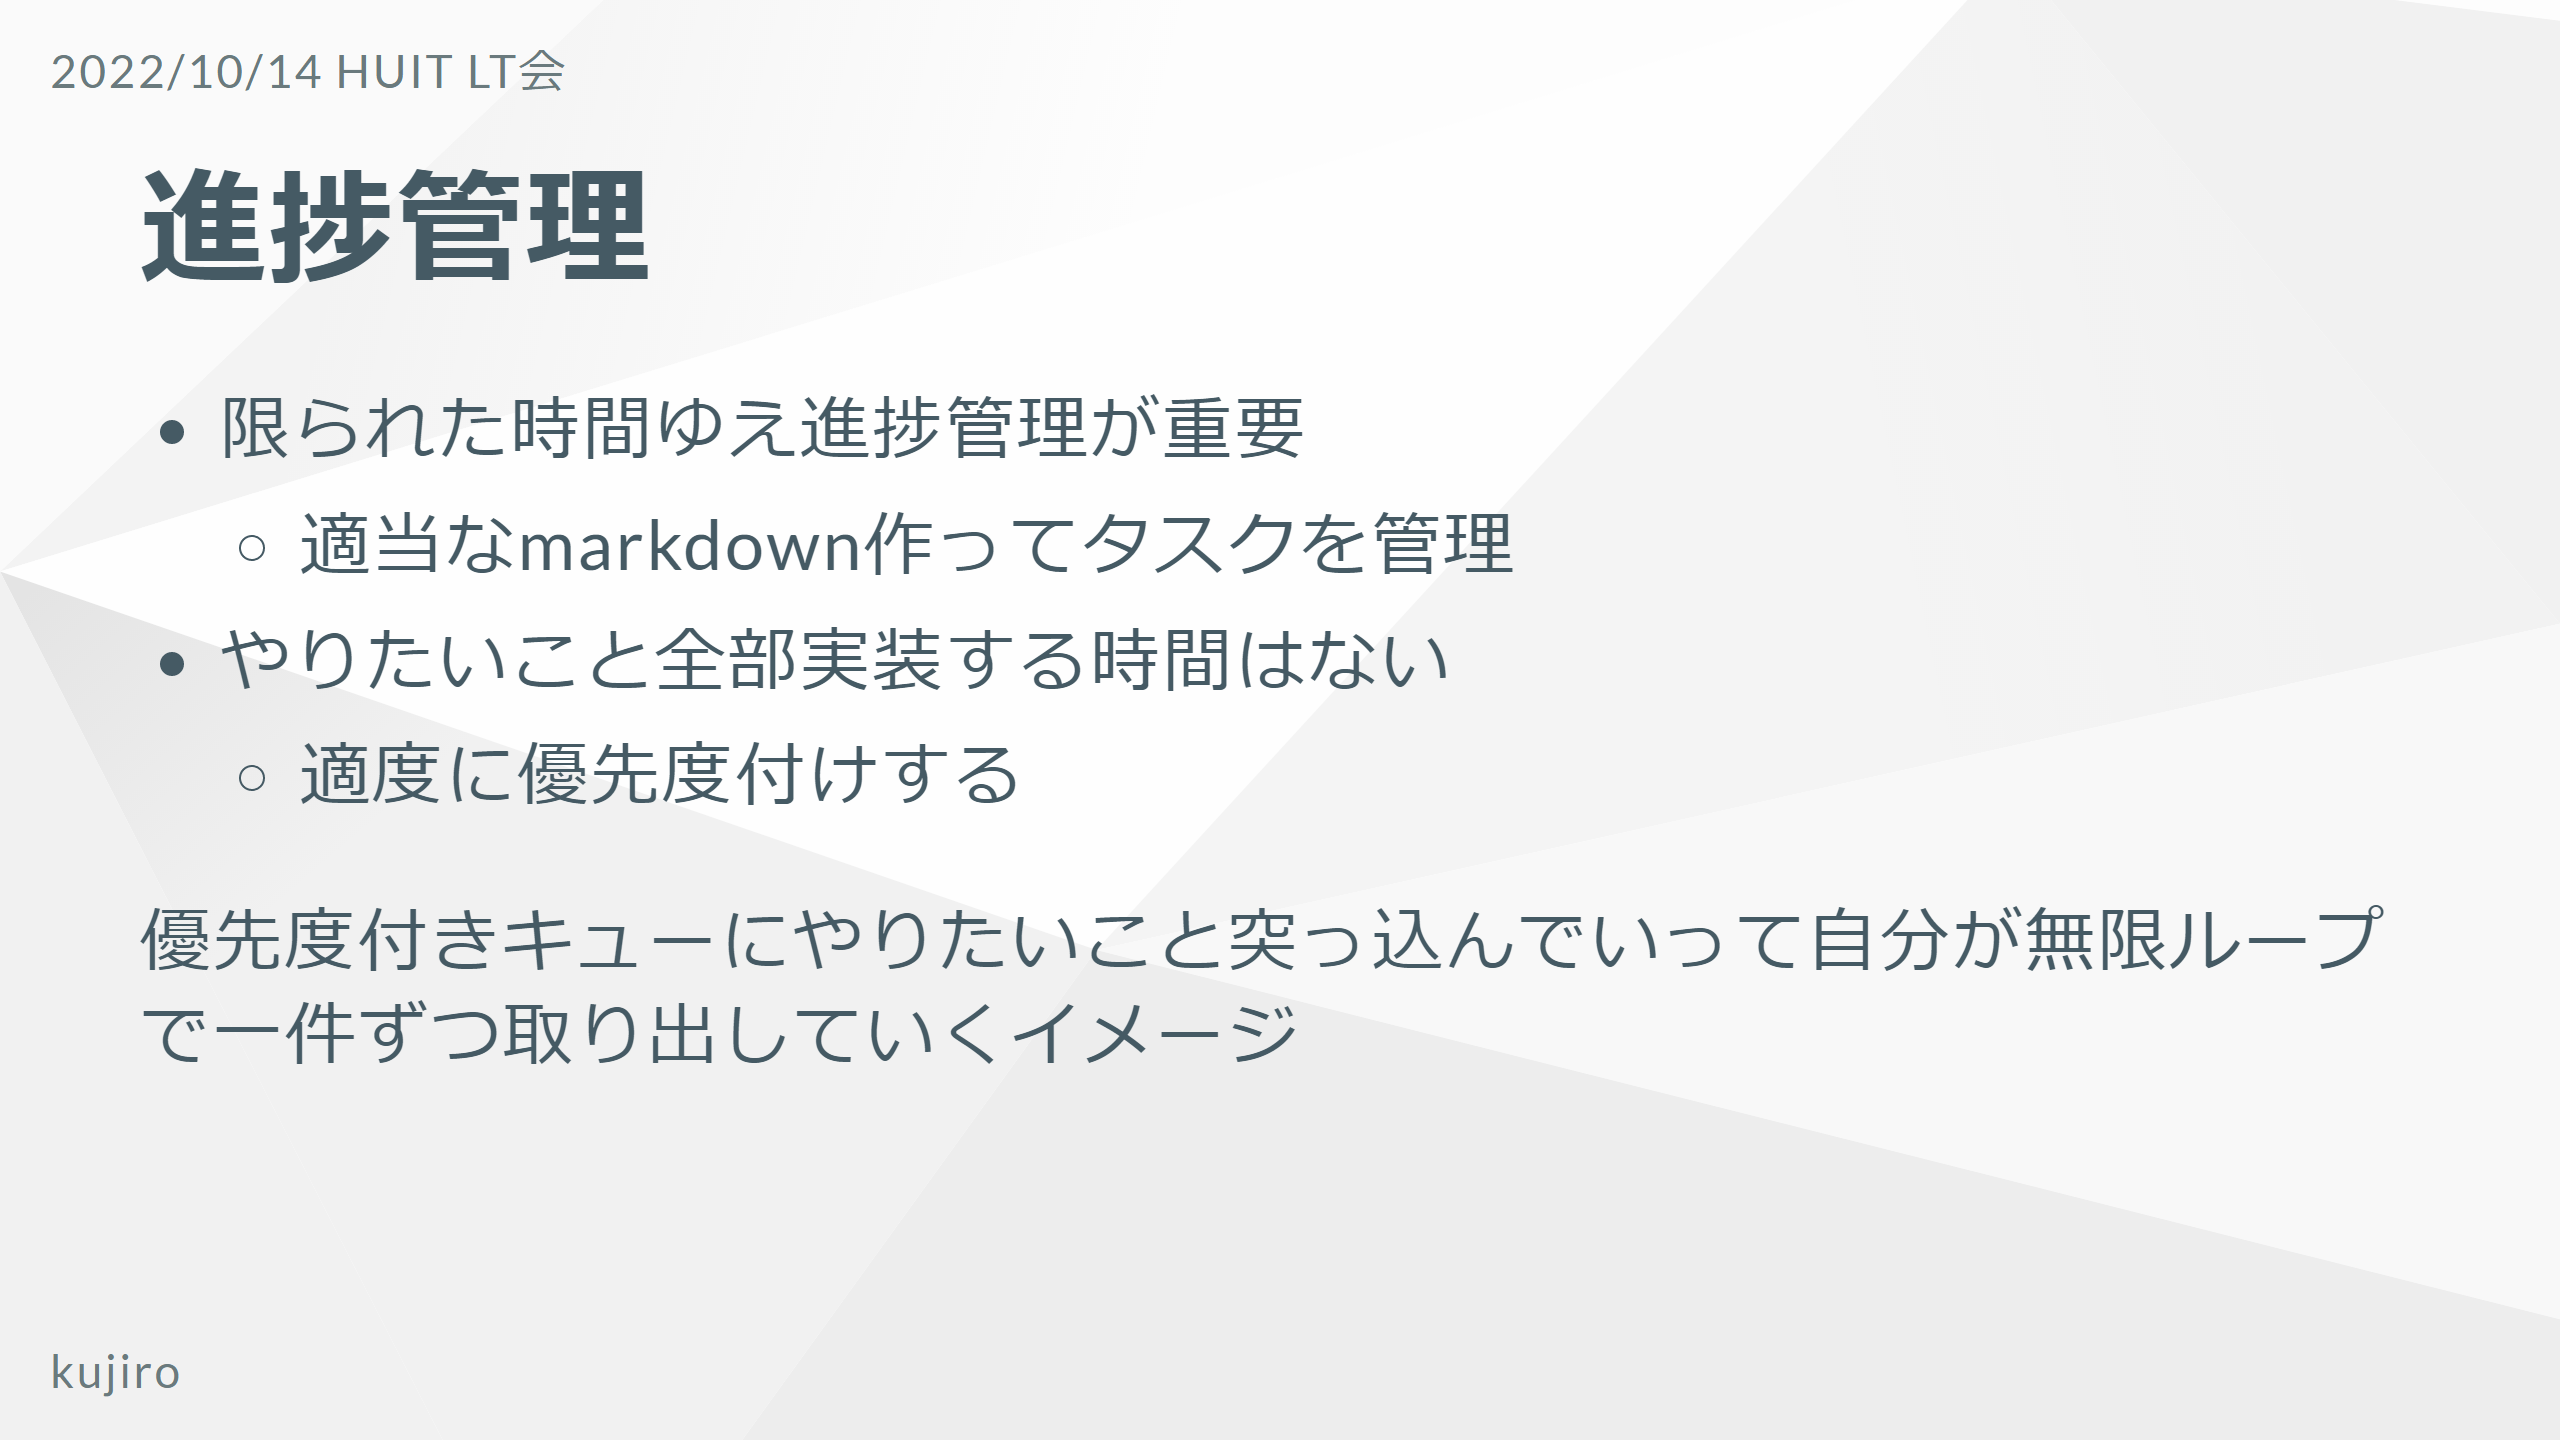 2022/10/14 HUIT LT会
進捗管理
• 限られた時間ゆえ進捗管理が重要
○ 適当なmarkdown作ってタスクを管理
• やりたいこと全部実装する時間はない
○ 適度に優先度付けする
優先度付きキューにやりたいこと突っ込んでいって自分が無限ループ
で一件ずつ取り出していくイメージ
kujiro